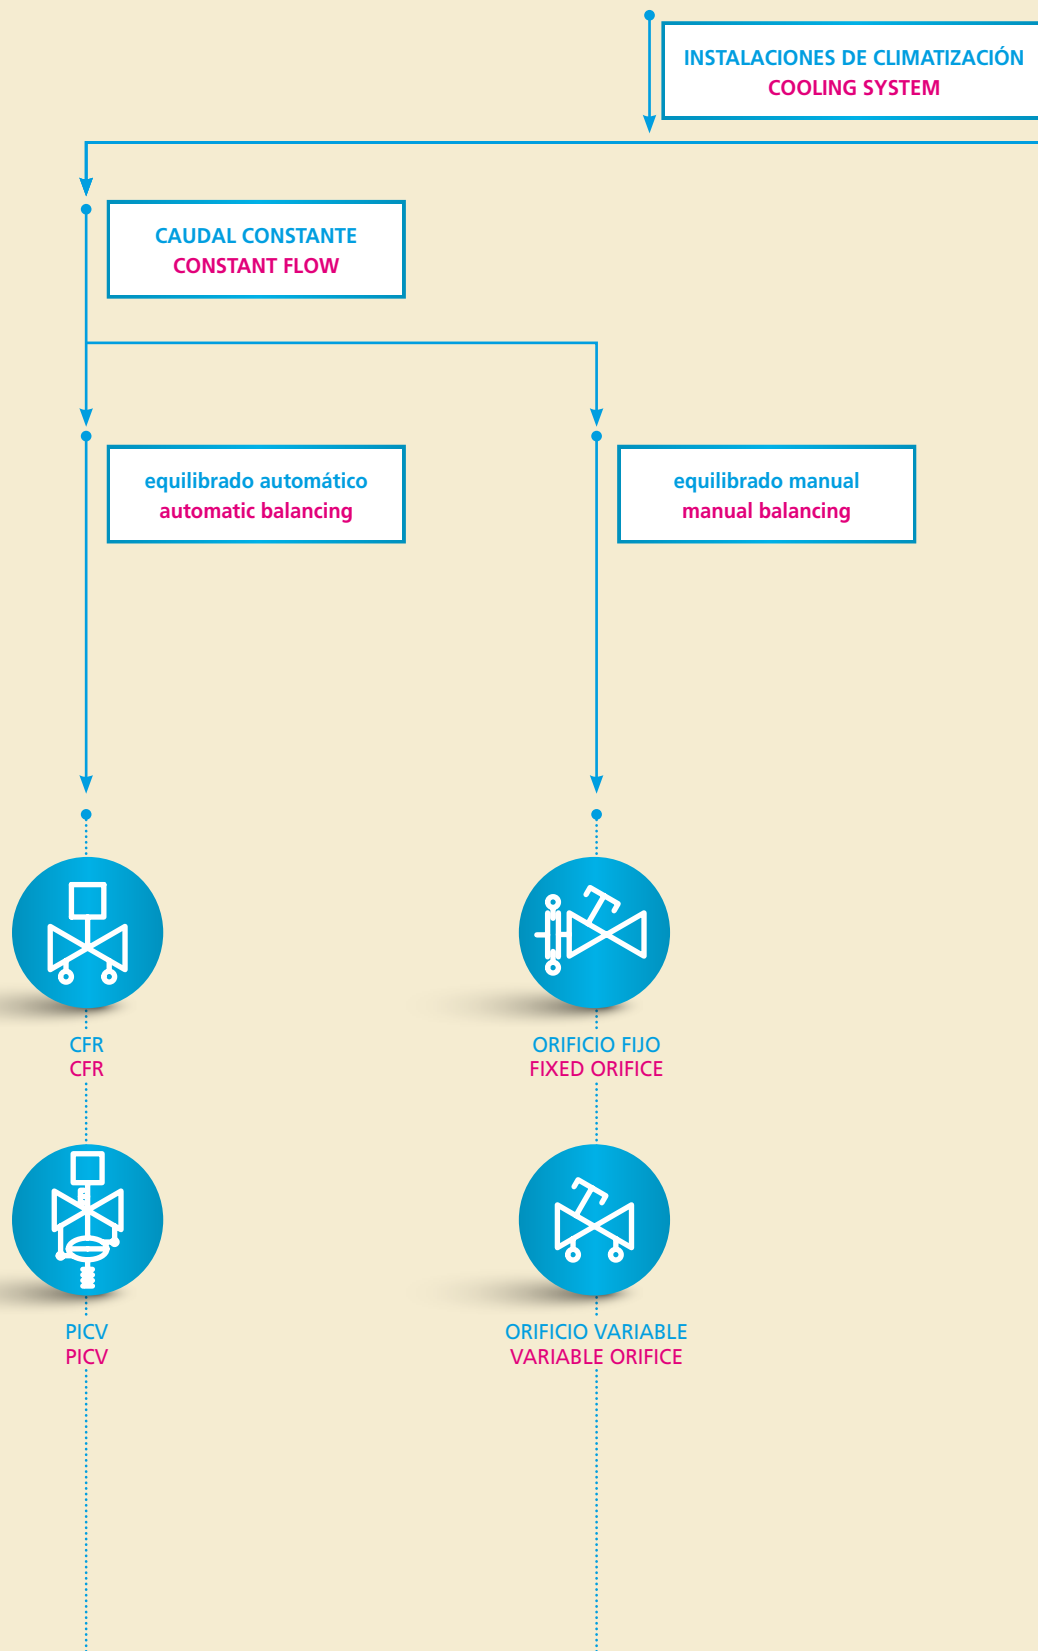 INSTALACIONES DE CLIMATIZACIÓN
COOLING SYSTEM
CAUDAL CONSTANTE
CONSTANT FLOW
equilibrado automático
automatic balancing
equilibrado manual
manual balancing
CFR
CFR
ORIFICIO FIJO
FIXED ORIFICE
PICV
PICV
ORIFICIO VARIABLE
VARIABLE ORIFICE